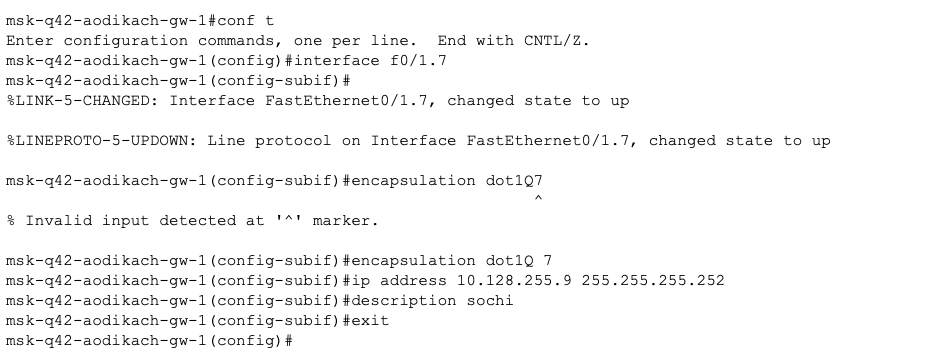 msk-q42-aodikach-gw-1#conf t
Enter configuration commands, one per line.  End with CNTL/Z.
msk-q42-aodikach-gw-1(config)#interface f0/1.7
msk-q42-aodikach-gw-1(config-subif)#
%LINK-5-CHANGED: Interface FastEthernet0/1.7, changed state to up
%LINEPROTO-5-UPDOWN: Line protocol on Interface FastEthernet0/1.7, changed state to up
msk-q42-aodikach-gw-1(config-subif)#encapsulation dot1Q7
^
% Invalid input detected at '^' marker.
msk-q42-aodikach-gw-1(config-subif)#encapsulation dot1Q 7
msk-q42-aodikach-gw-1(config-subif)#ip address 10.128.255.9 255.255.255.252
msk-q42-aodikach-gw-1(config-subif)#description sochi
msk-q42-aodikach-gw-1(config-subif)#exit
msk-q42-aodikach-gw-1(config)#